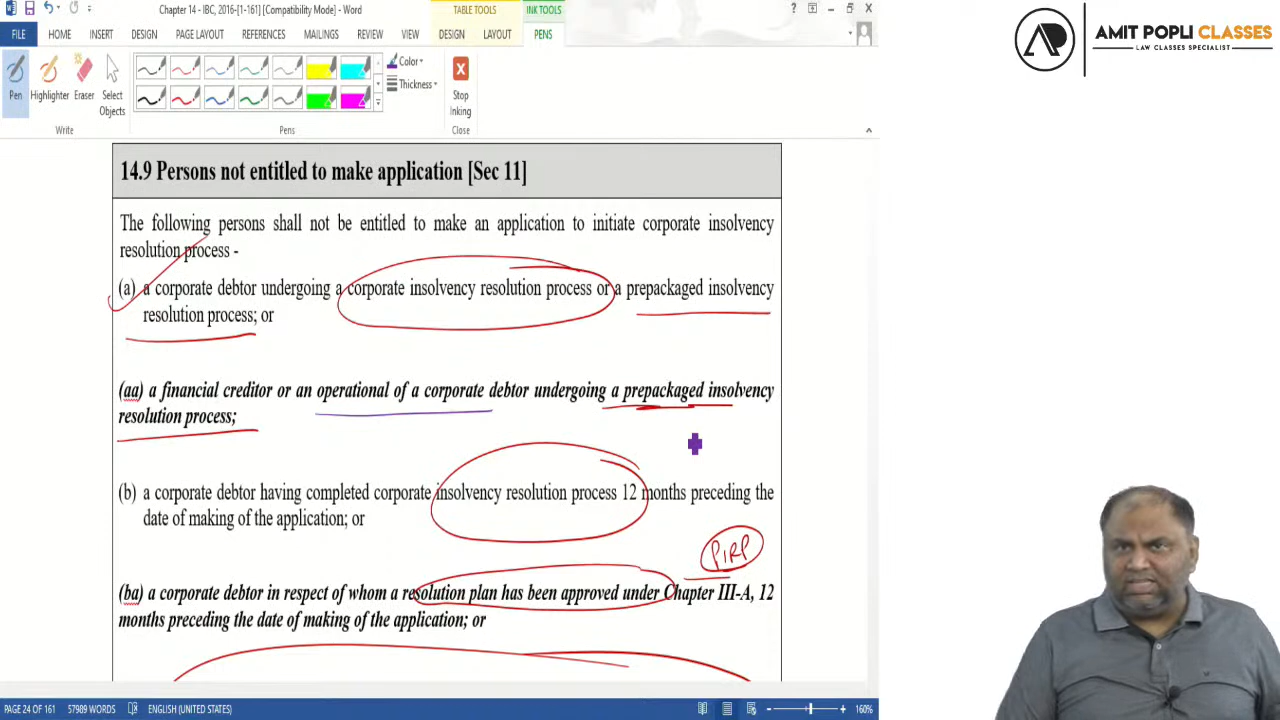 Chapter 14 - IBC, 2016-[1-161] [Compatibility Mode] - Word
TABLE TOOLS
INK TOOLS
FILE
HOME
INSERT
DESIGN
PAGE LAYOUT
REFERENCES
MAILINGS
REVIEW
VIEW
DESIGN
LAYOUT
PENS
Pen
Highlighter
Eraser
Select Objects
Color
Thickness
Stop Inking
Write
Pens
Close
AMIT POPLI CLASSES
LAW CLASSES SPECIALIST
14.9 Persons not entitled to make application [Sec 11]
The following persons shall not be entitled to make an application to initiate corporate insolvency
resolution process -
(a) a corporate debtor undergoing a corporate insolvency resolution process or a prepackaged insolvency
resolution process; or
(aa) a financial creditor or an operational of a corporate debtor undergoing a prepackaged insolvency
resolution process;
(b) a corporate debtor having completed corporate insolvency resolution process 12 months preceding the
date of making of the application; or
PIRP
(ba) a corporate debtor in respect of whom a resolution plan has been approved under Chapter III-A, 12
months preceding the date of making of the application; or
PAGE 24 OF 161
57989 WORDS
ENGLISH (UNITED STATES)
160%